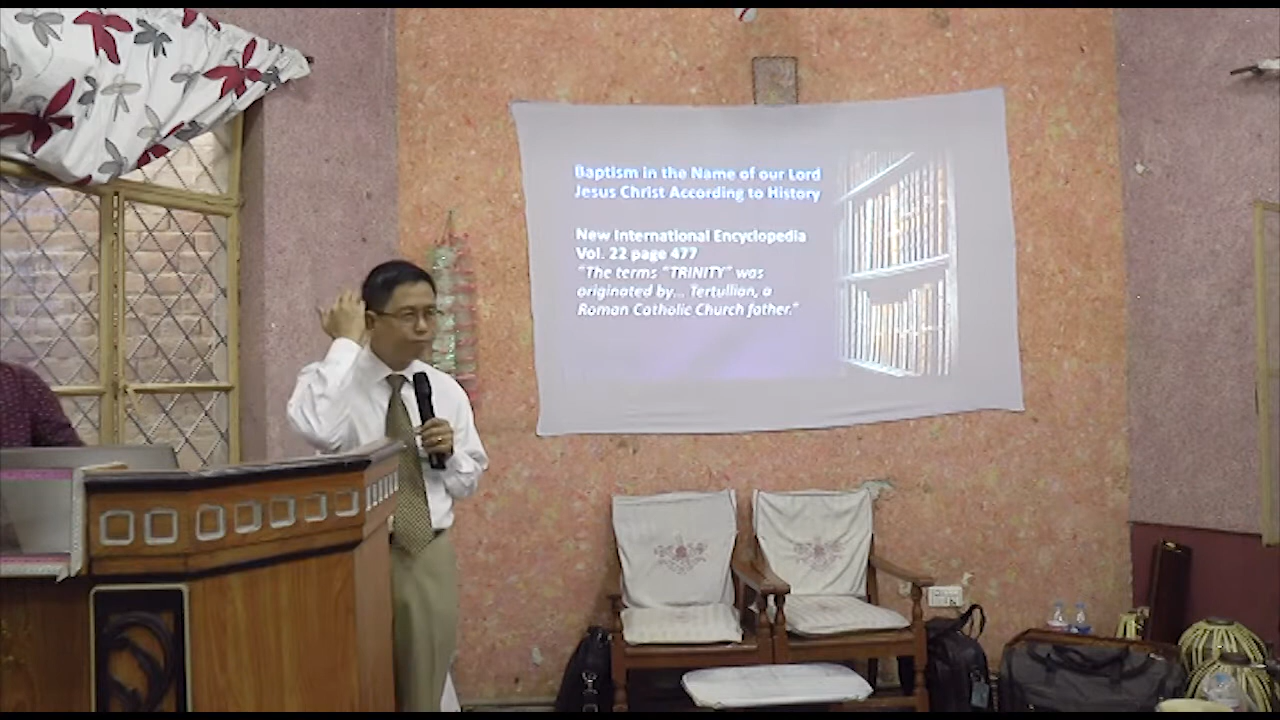 Baptism in the Name of our Lord
Jesus Christ According to History
New International Encyclopedia
Vol. 22 page 477
"The terms "TRINITY" was
originated by... Tertullian, a
Roman Catholic Church father."